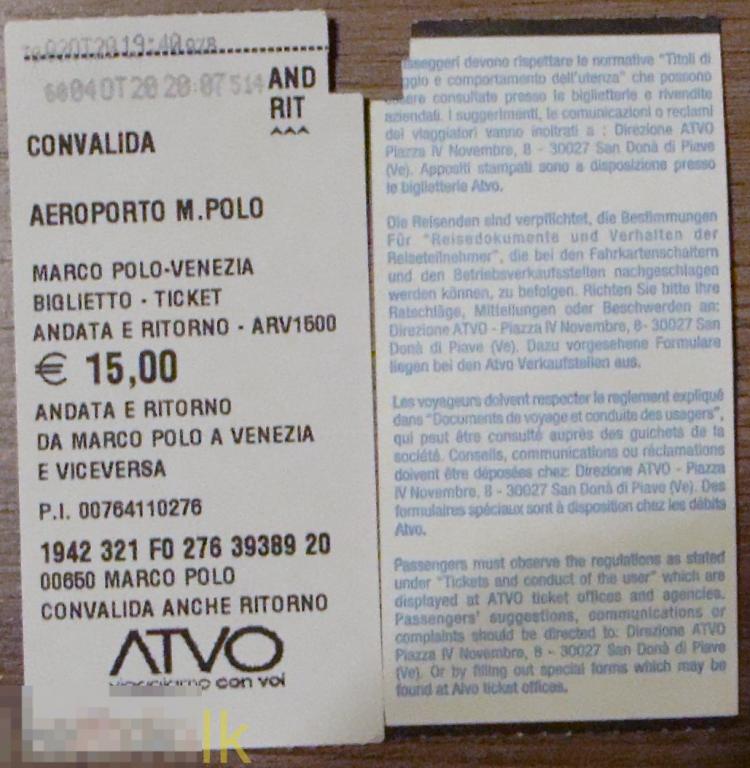 02OT20 19:40
04OT20 20:07 514
AND
RIT
^^^
CONVALIDA
AEROPORTO M.POLO
MARCO POLO-VENEZIA
BIGLIETTO - TICKET
ANDATA E RITORNO - ARV1500
€ 15,00
ANDATA E RITORNO
DA MARCO POLO A VENEZIA
E VICEVERSA
P.I. 00764110276
1942 321 F0 276 39389 20
00650 MARCO POLO
CONVALIDA ANCHE RITORNO
ATVO
viaggiamo con voi
lk
devono rispettare le normative "Titoli di
e comportamento dell'utenza" che possono
essere consultate presso le biglietterie e rivendite
aziendali. I suggerimenti, le comunicazioni o reclami
dei viaggiatori vanno inoltrati a : Direzione ATVO
Piazza IV Novembre, 8 - 30027 San Donà di Piave
(Ve). Appositi stampati sono a disposizione presso
le biglietterie Atvo.
Die Reisenden sind verpflichtet, die Bestimmungen
Für "Reisedokumente und Verhalten der
Reiseteilnehmer", die bei den Fahrkartenschaltern
und den Betriebsverkaufsstellen nachgeschlagen
werden können, zu befolgen. Richten Sie bitte Ihre
Ratschläge, Mitteilungen oder Beschwerden an:
Direzione ATVO - Piazza IV Novembre, 8- 30027 San
Donà di Piave (Ve). Dazu vorgesehene Formulare
liegen bei den Atvo Verkaufstellen aus.
Les voyageurs doivent respecter le reglement expliqué
dans "Documents de voyage et conduite des usagers",
qui peut être consulté auprès des guichets de la
société. Conseils, communications ou réclamations
doivent être déposées chez: Direzione ATVO - Piazza
IV Novembre, 8 - 30027 San Donà di Piave (Ve). Des
formulaires spéciaux sont à disposition chez les débits
Atvo.
Passengers must observe the regulations as stated
under "Tickets and conduct of the user" which are
displayed at ATVO ticket offices and agencies.
Passengers' suggestions, communications or
complaints should be directed to: Direzione ATVO
Piazza IV Novembre, 8 - 30027 San Donà di Piave
(Ve). Or by filling out special forms which may be
found at Atvo ticket offices.